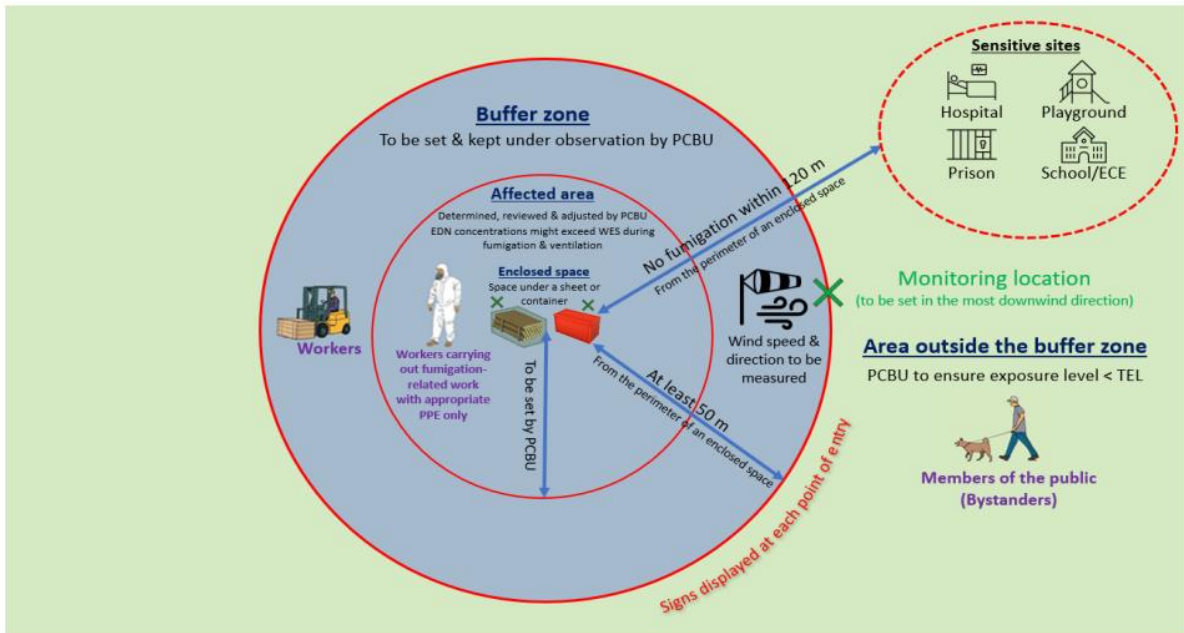 Sensitive sites
Hospital
Playground
Prison
School/ECE
Buffer zone
To be set & kept under observation by PCBU
Affected area
Determined, reviewed & adjusted by PCBU
EDN concentrations might exceed WES during
fumigation & ventilation
Enclosed space
Space under a sheet or
container
No fumigation within 120 m
From the perimeter of an enclosed space
Workers
Workers carrying
out fumigation-
related work
with appropriate
PPE only
To be set by PCBU
At least 50 m
From the perimeter of an enclosed space
Wind speed &
direction to be
measured
Monitoring location
(to be set in the most downwind direction)
Area outside the buffer zone
PCBU to ensure exposure level < TEL
Members of the public
(Bystanders)
Signs displayed at each point of entry